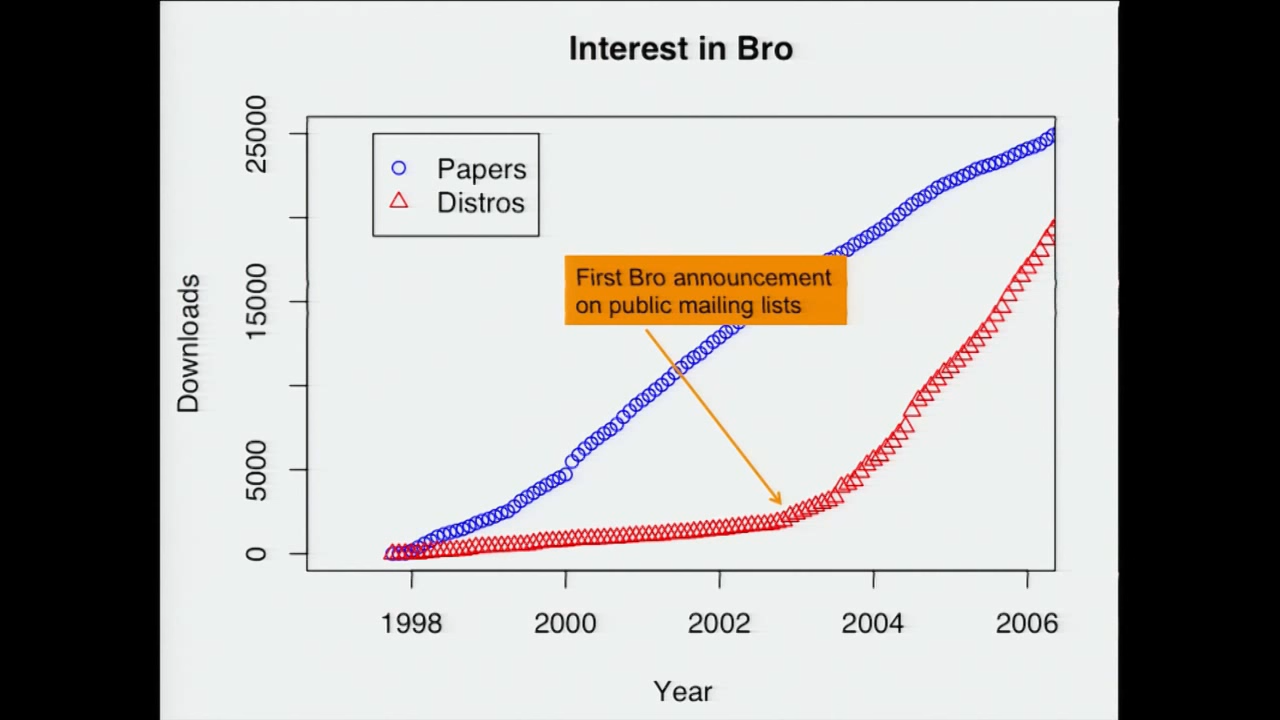 Interest in Bro
25000
15000
5000
0
Downloads
Papers
Distros
First Bro announcement
on public mailing lists
1998 2000 2002 2004 2006
Year